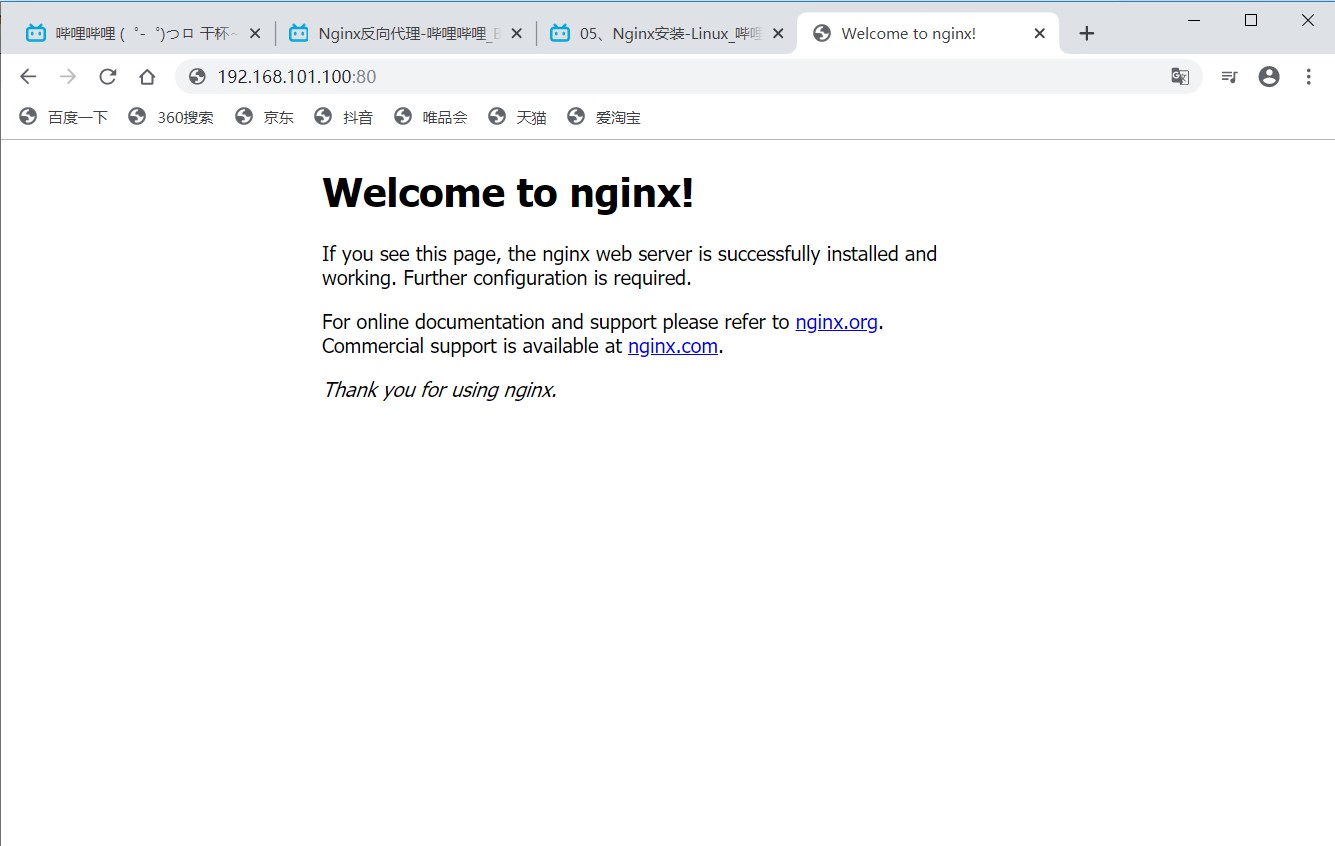 哔哩哔哩 ( ゜- ゜)つロ 干杯~
Nginx反向代理-哔哩哔哩_
05、Nginx安装-Linux_哔
Welcome to nginx!
192.168.101.100:80
百度一下 360搜索 京东 抖音 唯品会 天猫 爱淘宝
Welcome to nginx!
If you see this page, the nginx web server is successfully installed and
working. Further configuration is required.
For online documentation and support please refer to nginx.org.
Commercial support is available at nginx.com.
Thank you for using nginx.